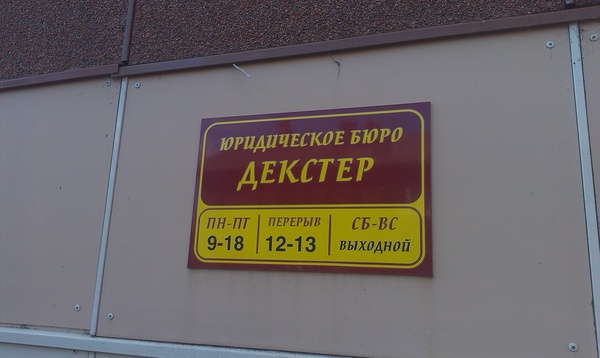 ЮРИДИЧЕСКОЕ БЮРО
ДЕКСТЕР
ПН-ПТ ПЕРЕРЫВ СБ-ВС
9-18 12-13 ВЫХОДНОЙ